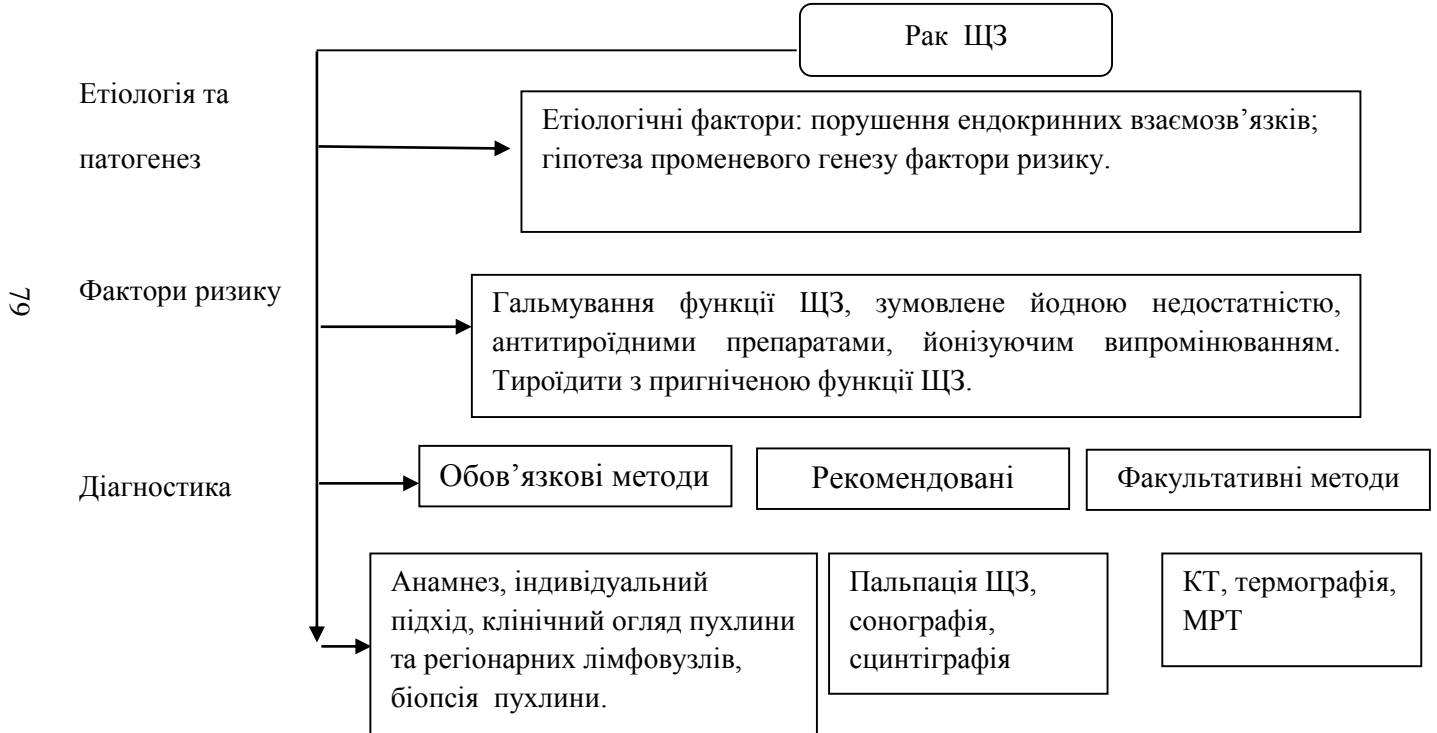 Рак ЩЗ
Етіологія та
патогенез
Етіологічні фактори: порушення ендокринних взаємозв’язків;
гіпотеза променевого генезу фактори ризику.
79
Фактори ризику
Гальмування функції ЩЗ, зумовлене йодною недостатністю,
антитироїдними препаратами, йонізуючим випромінюванням.
Тироїдити з пригніченою функції ЩЗ.
Діагностика
Обов’язкові методи
Рекомендовані
Факультативні методи
Анамнез, індивідуальний
підхід, клінічний огляд пухлини
та регіонарних лімфовузлів,
біопсія пухлини.
Пальпація ЩЗ,
сонографія,
сцинтіграфія
КТ, термографія,
МРТ